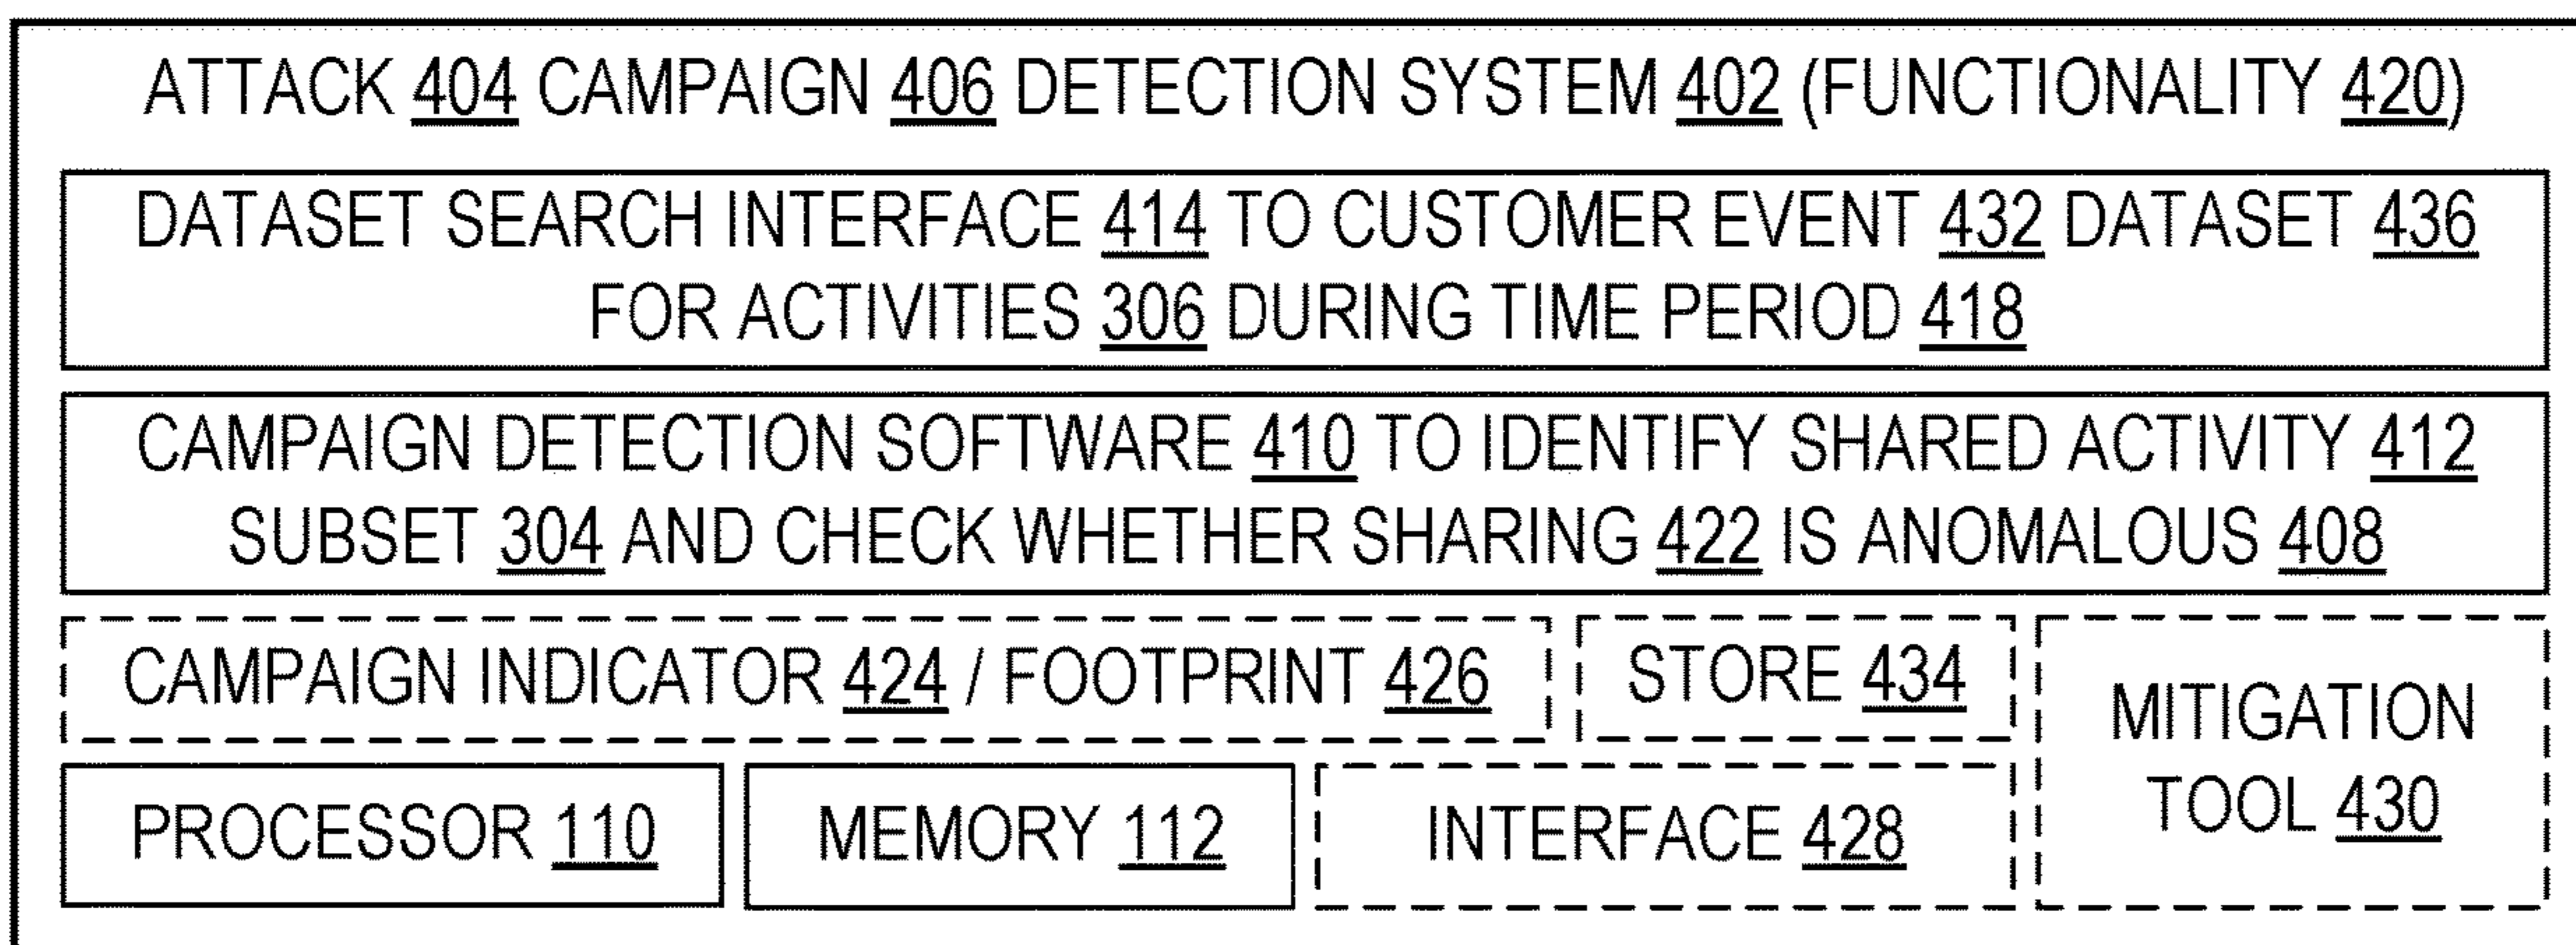 ATTACK 404 CAMPAIGN 406 DETECTION SYSTEM 402 (FUNCTIONALITY 420)
DATASET SEARCH INTERFACE 414 TO CUSTOMER EVENT 432 DATASET 436
FOR ACTIVITIES 306 DURING TIME PERIOD 418
CAMPAIGN DETECTION SOFTWARE 410 TO IDENTIFY SHARED ACTIVITY 412
SUBSET 304 AND CHECK WHETHER SHARING 422 IS ANOMALOUS 408
CAMPAIGN INDICATOR 424 / FOOTPRINT 426
STORE 434
MITIGATION
TOOL 430
PROCESSOR 110
MEMORY 112
INTERFACE 428